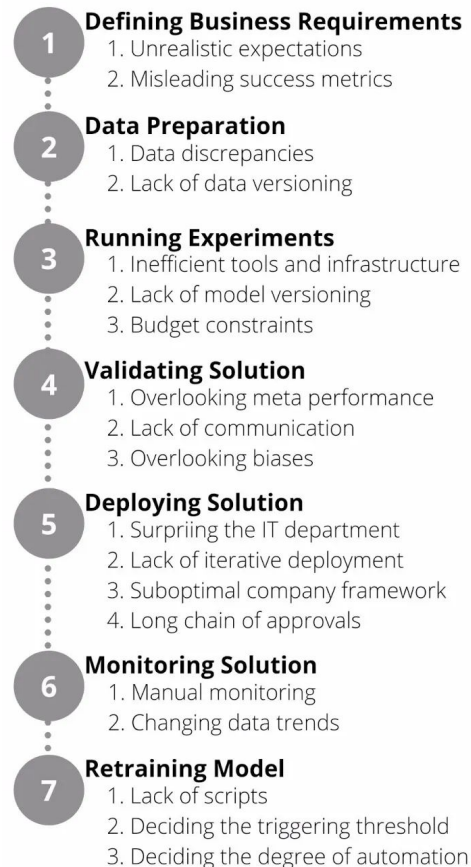 1
Defining Business Requirements
1. Unrealistic expectations
2. Misleading success metrics
2
Data Preparation
1. Data discrepancies
2. Lack of data versioning
3
Running Experiments
1. Inefficient tools and infrastructure
2. Lack of model versioning
3. Budget constraints
4
Validating Solution
1. Overlooking meta performance
2. Lack of communication
3. Overlooking biases
5
Deploying Solution
1. Surpriing the IT department
2. Lack of iterative deployment
3. Suboptimal company framework
4. Long chain of approvals
6
Monitoring Solution
1. Manual monitoring
2. Changing data trends
7
Retraining Model
1. Lack of scripts
2. Deciding the triggering threshold
3. Deciding the degree of automation